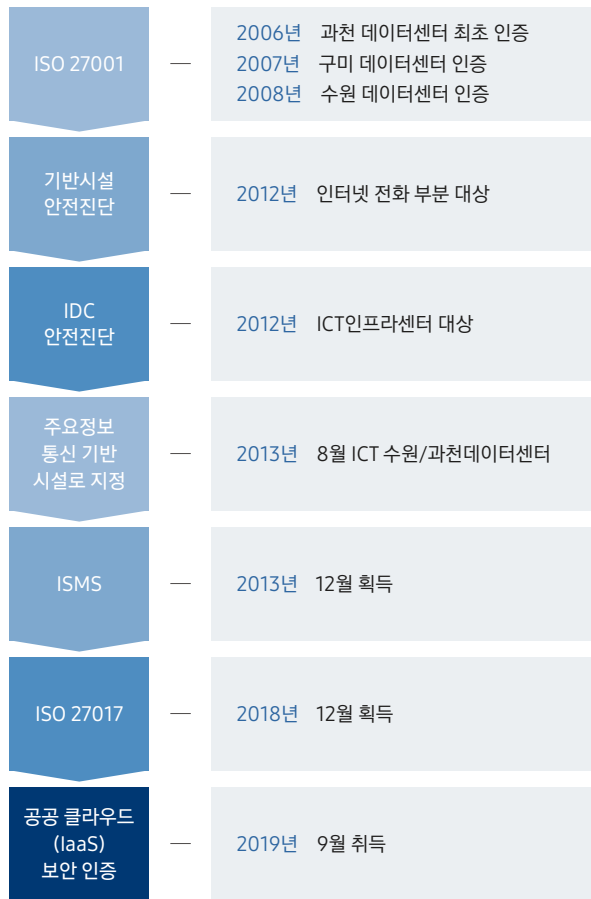 ISO 27001
2006년 과천 데이터센터 최초 인증
2007년 구미 데이터센터 인증
2008년 수원 데이터센터 인증
기반시설
안전진단
2012년 인터넷 전화 부분 대상
IDC
안전진단
2012년 ICT인프라센터 대상
주요정보
통신 기반
시설로 지정
2013년 8월 ICT 수원/과천데이터센터
ISMS
2013년 12월 획득
ISO 27017
2018년 12월 획득
공공 클라우드
(IaaS)
보안 인증
2019년 9월 취득